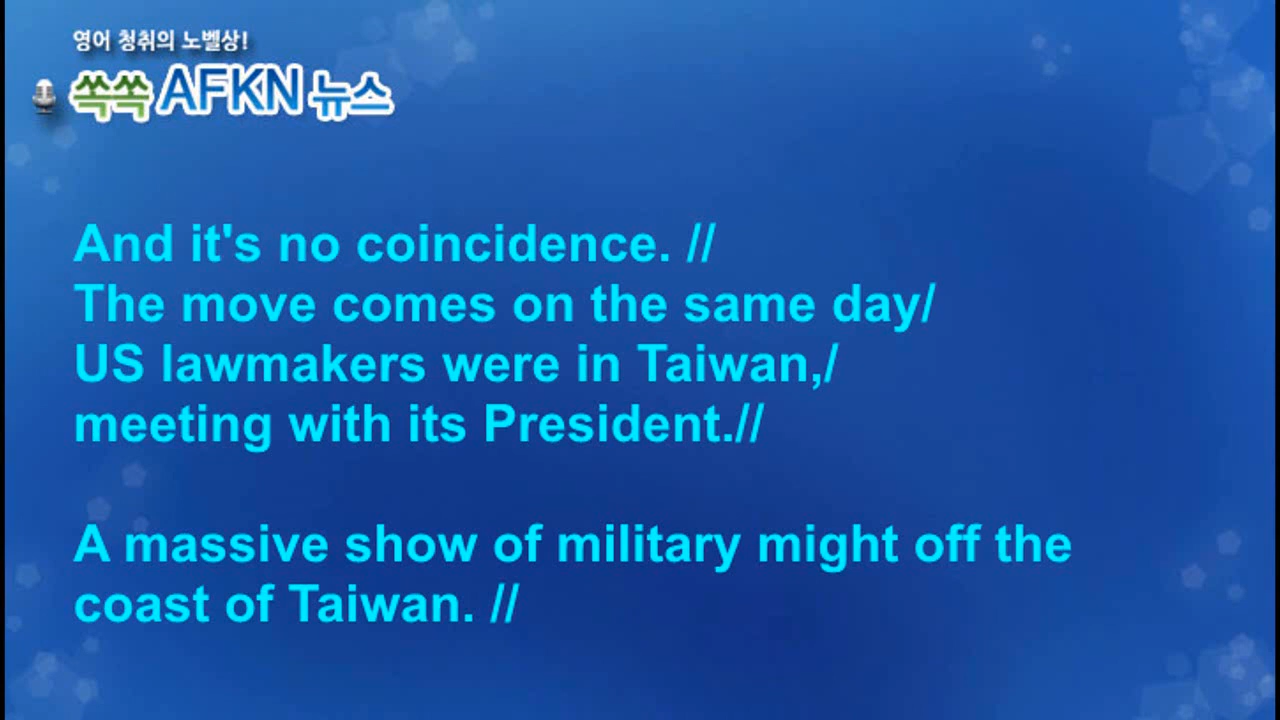 영어 청취의 노벨상!
쏙쏙 AFKN 뉴스
And it's no coincidence. //
The move comes on the same day/
US lawmakers were in Taiwan,/
meeting with its President.//
A massive show of military might off the
coast of Taiwan. //